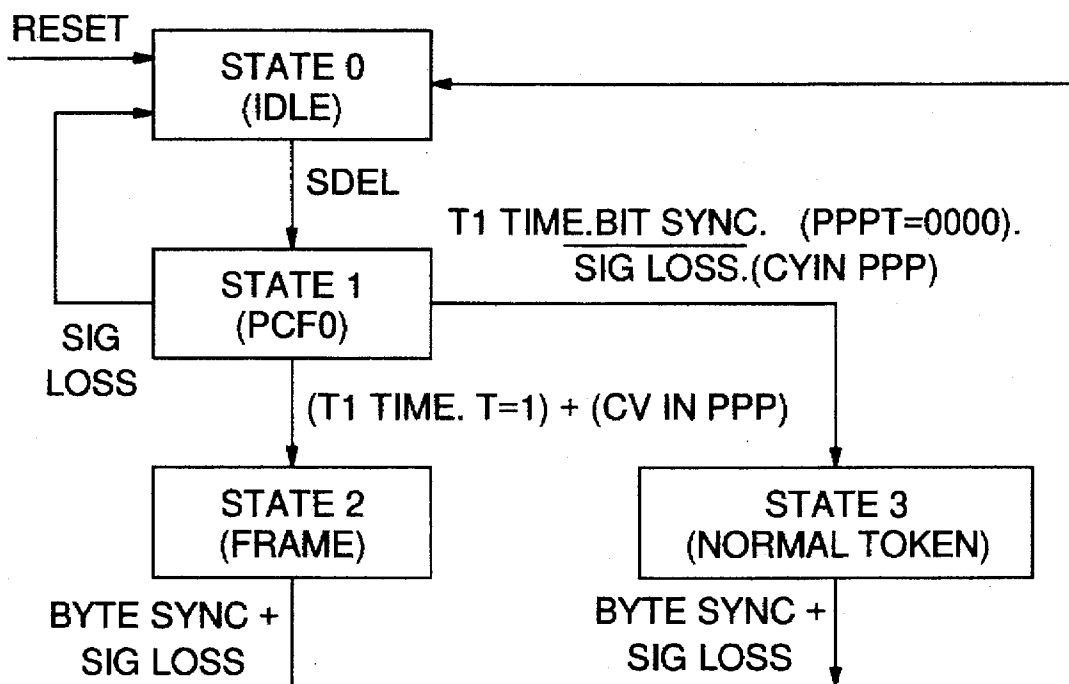 RESET
STATE 0
(IDLE)
SDEL
T1 TIME.BIT SYNC. (PPPT=0000).
SIG LOSS.(CYIN PPP)
STATE 1
(PCF0)
SIG
LOSS
(T1 TIME. T=1) + (CV IN PPP)
STATE 2
(FRAME)
STATE 3
(NORMAL TOKEN)
BYTE SYNC +
SIG LOSS
BYTE SYNC +
SIG LOSS